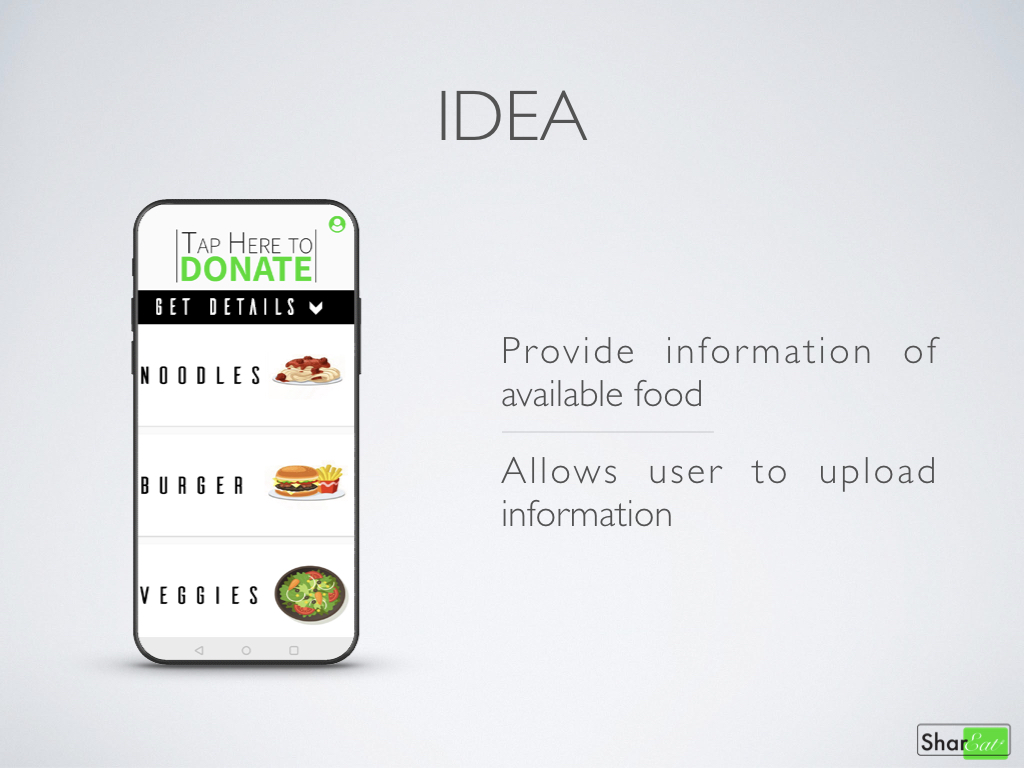 IDEA
TAP HERE TO
DONATE
GET DETAILS
NOODLES
BURGER
VEGGIES
Provide information of
available food
Allows user to upload
information
SharEat